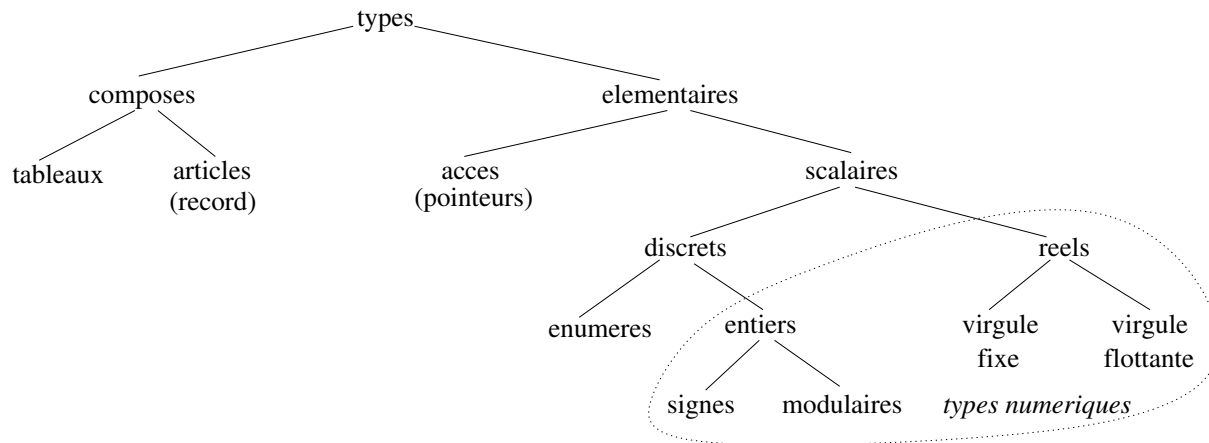 types
composes
elementaires
tableaux
articles
(record)
acces
(pointeurs)
scalaires
discrets
reels
enumeres
entiers
virgule
fixe
virgule
flottante
signes
modulaires
types numeriques